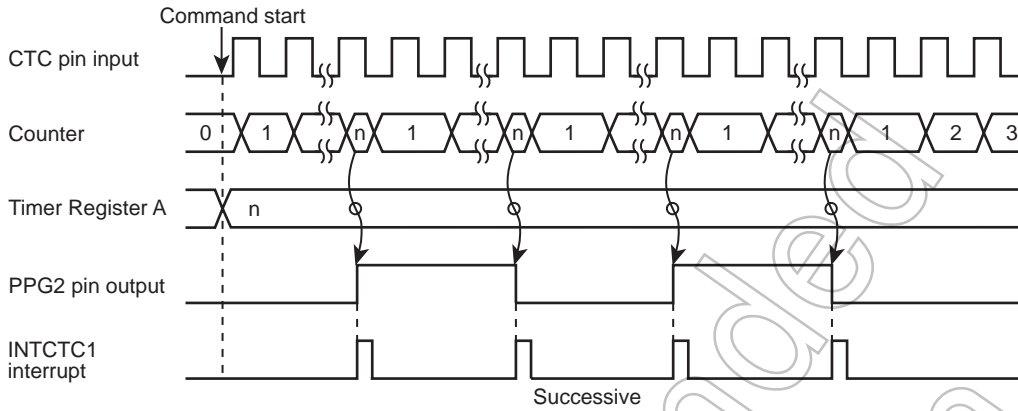 Command start
CTC pin input
Counter 0 1 n 1 n 1 n 1 n 1 2 3
Timer Register A n
PPG2 pin output
INTCTC1
interrupt
Successive